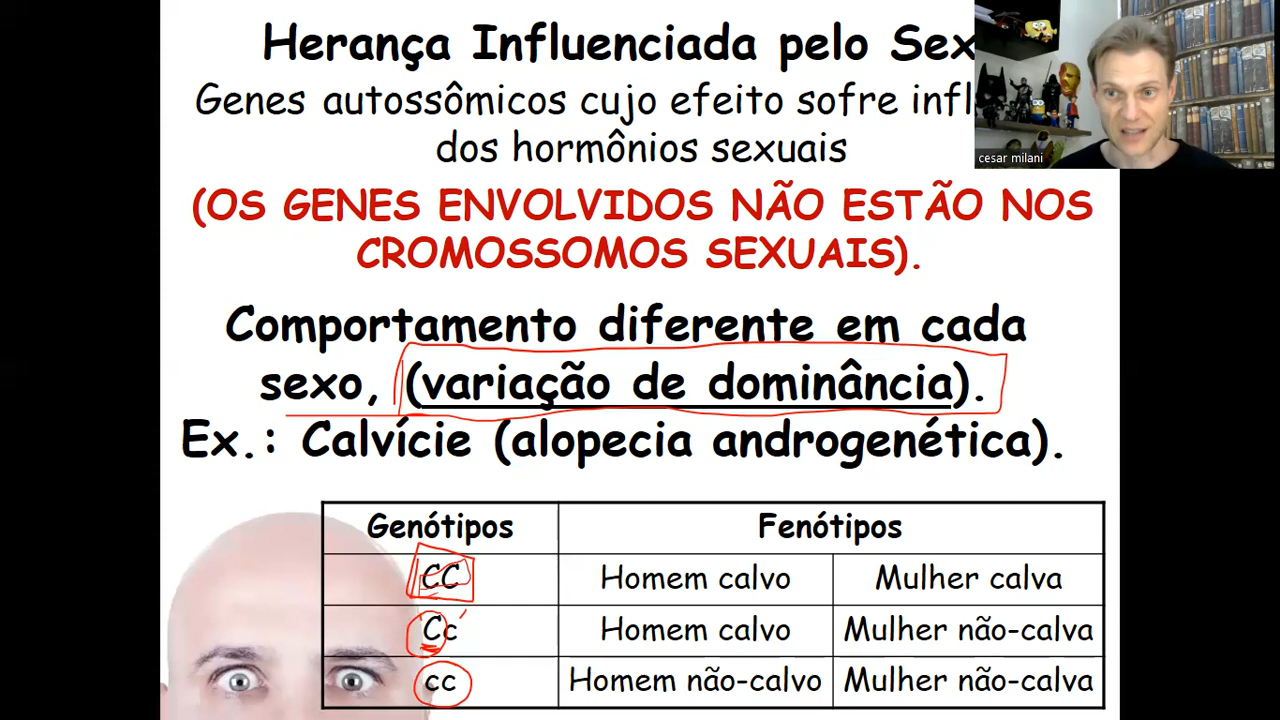 Herança Influenciada pelo Sex
Genes autossômicos cujo efeito sofre infl
dos hormônios sexuais
cesar milani
(OS GENES ENVOLVIDOS NÃO ESTÃO NOS
CROMOSSOMOS SEXUAIS).
Comportamento diferente em cada
sexo, (variação de dominância).
Ex.: Calvície (alopecia androgenética).
Genótipos Fenótipos
CC Homem calvo Mulher calva
Cc Homem calvo Mulher não-calva
cc Homem não-calvo Mulher não-calva